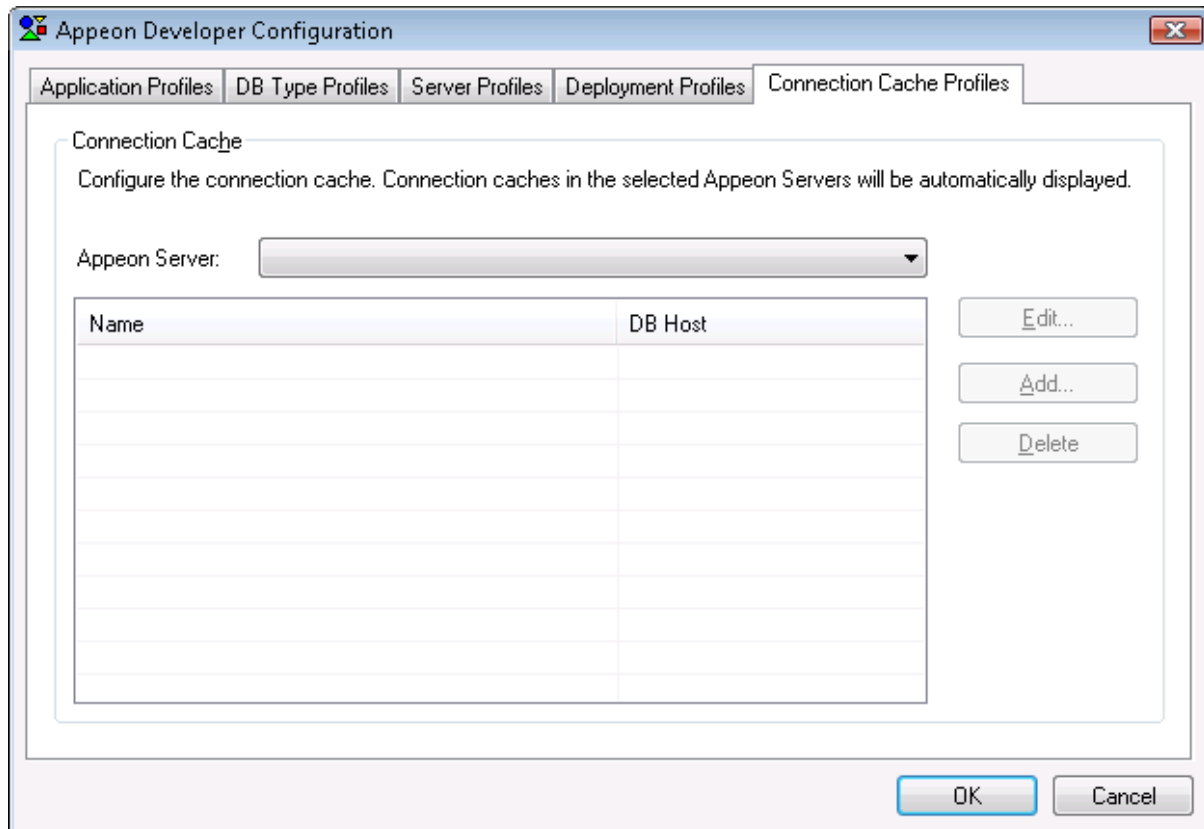 Appeon Developer Configuration
Application Profiles DB Type Profiles Server Profiles Deployment Profiles Connection Cache Profiles
Connection Cache
Configure the connection cache. Connection caches in the selected Appeon Servers will be automatically displayed.
Appeon Server:
Name DB Host
Edit...
Add...
Delete
OK Cancel